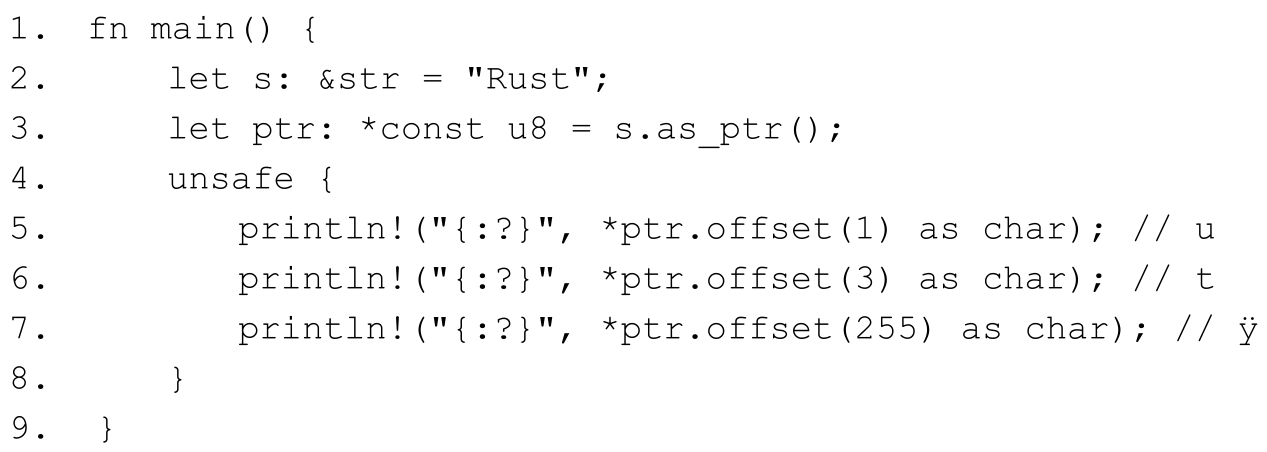 1. fn main() {
2. let s: &str = "Rust";
3. let ptr: *const u8 = s.as_ptr();
4. unsafe {
5. println!("{:?}", *ptr.offset(1) as char); // u
6. println!("{:?}", *ptr.offset(3) as char); // t
7. println!("{:?}", *ptr.offset(255) as char); // ÿ
8. }
9. }